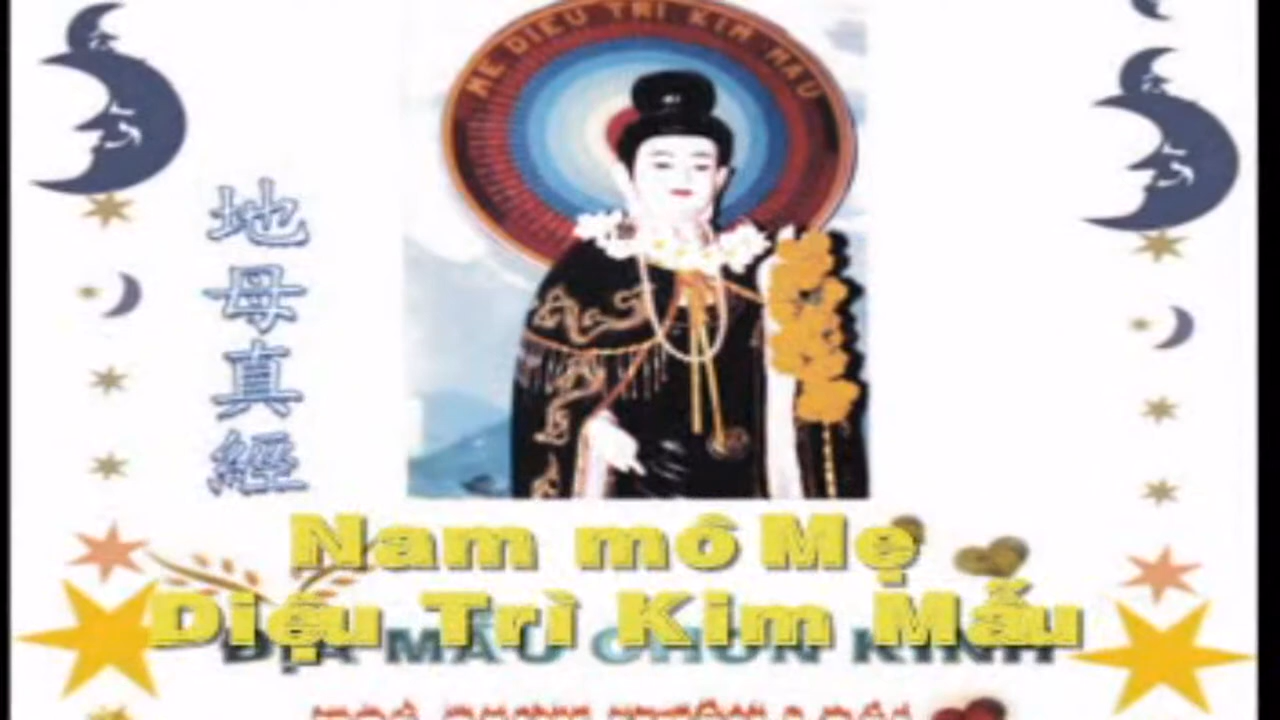 MẸ DIÊU TRÌ KIM MẪU
地母真經
Nam mô Mẹ
Diệu Trì Kim Mẫu
ĐỊA MẪU CHƠN KINH